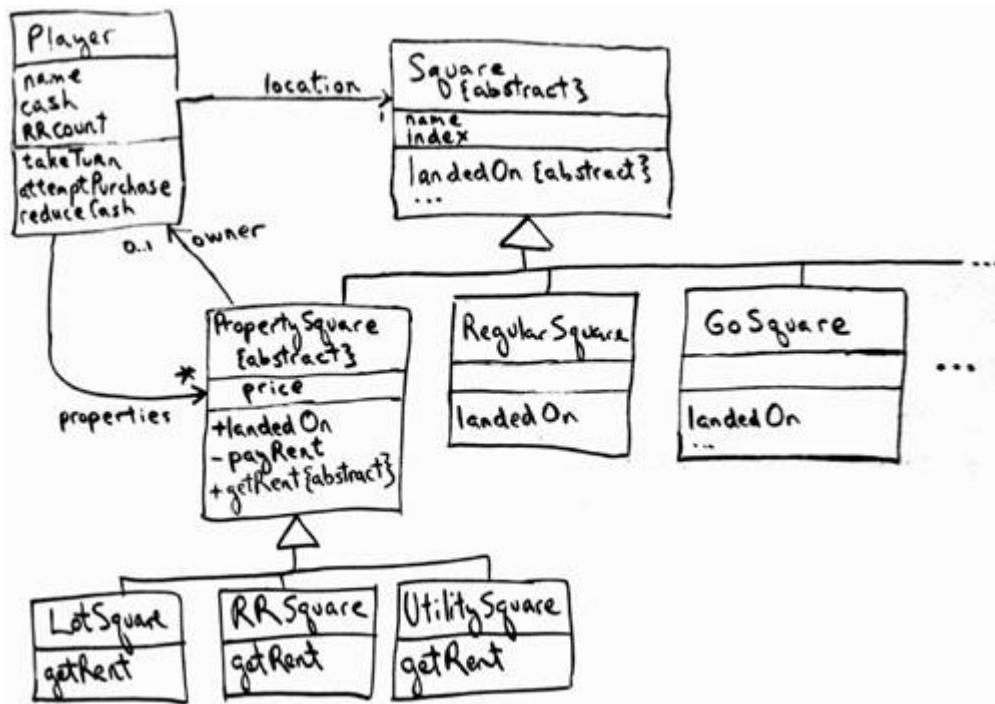 Player
name
cash
RRcount
takeTurn
attemptPurchase
reduceCash
location
1
Square
{abstract}
name
index
landedOn {abstract}
...
0..1
owner
*
properties
PropertySquare
{abstract}
price
+landedOn
-payRent
+getRent{abstract}
RegularSquare
landedOn
GoSquare
landedOn
...
...
...
LotSquare
getRent
RRSquare
getRent
UtilitySquare
getRent